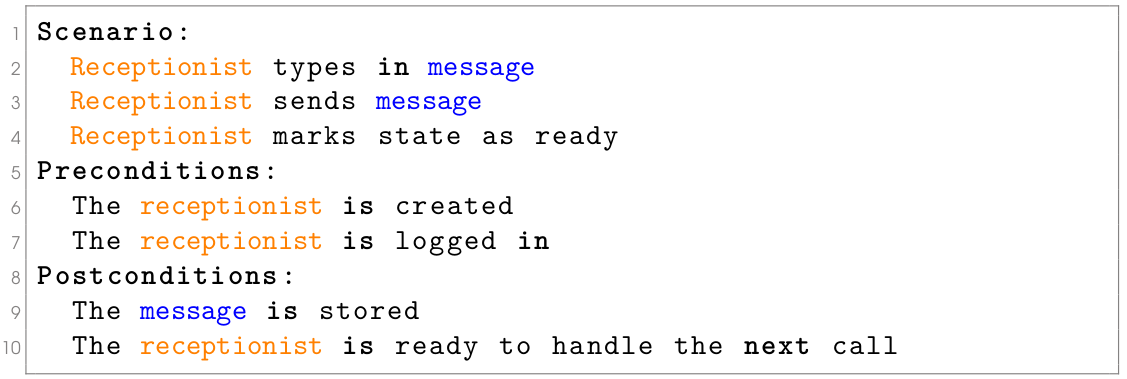 1 Scenario:
2 Receptionist types in message
3 Receptionist sends message
4 Receptionist marks state as ready
5 Preconditions:
6 The receptionist is created
7 The receptionist is logged in
8 Postconditions:
9 The message is stored
10 The receptionist is ready to handle the next call